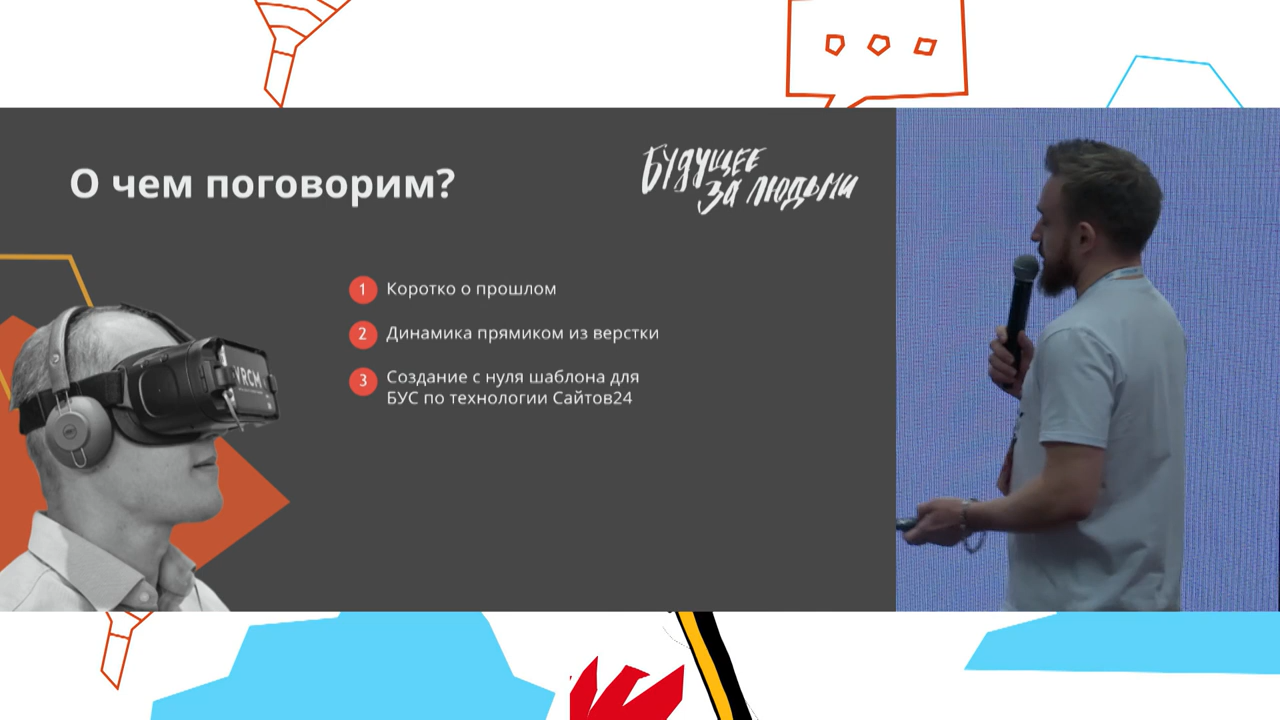 О чем поговорим?
БУДУЩЕЕ
ЗА ЛЮДЬМИ
1 Коротко о прошлом
2 Динамика прямиком из верстки
3 Создание с нуля шаблона для
БУС по технологии Сайтов24
VRCM